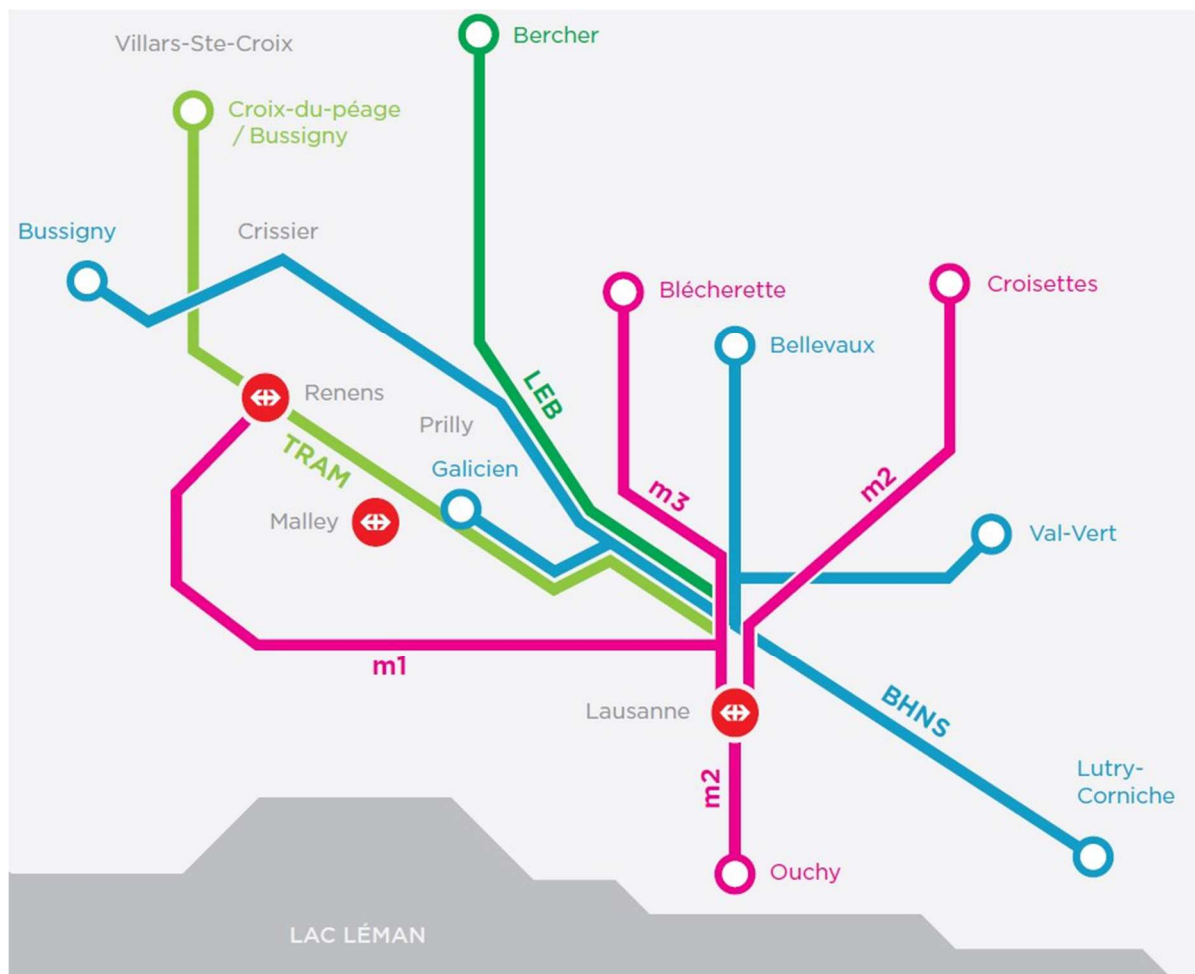 Villars-Ste-Croix
Bercher
Croix-du-péage
/ Bussigny
Bussigny
Crissier
Blécherette
Croisettes
Bellevaux
LEB
Renens
Prilly
TRAM
Galicien
m3
m2
Malley
Val-Vert
m1
Lausanne
BHNS
m2
Lutry-
Corniche
Ouchy
LAC LÉMAN